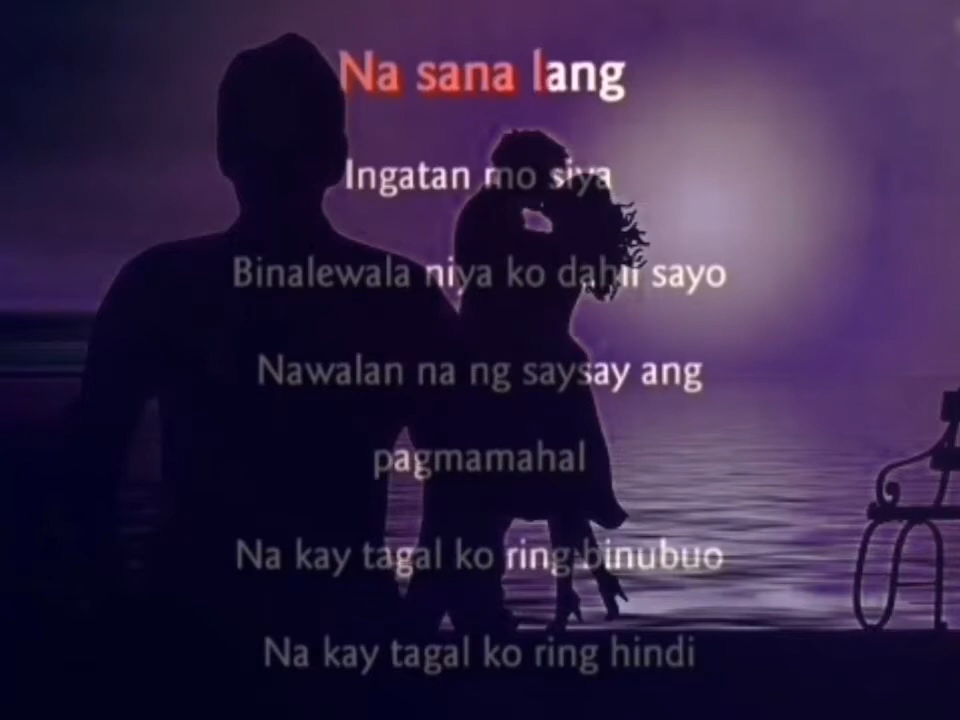 Na sana lang
Ingatan mo siya
Binalewala niya ko dahil sayo
Nawalan na ng saysay ang
pagmamahal
Na kay tagal ko ring binubuo
Na kay tagal ko ring hindi